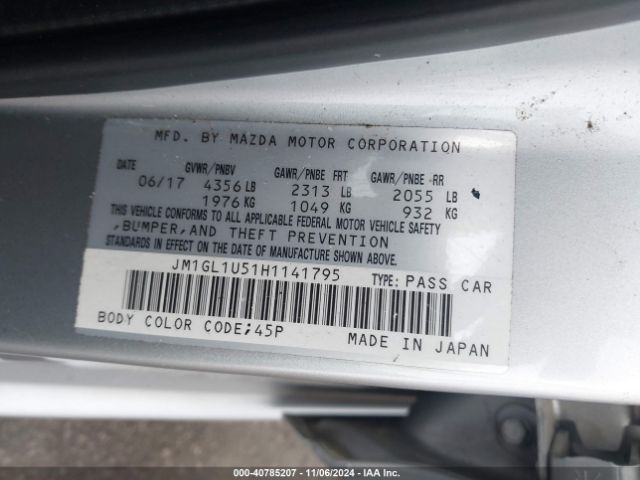 MFD. BY MAZDA MOTOR CORPORATION
DATE GVWR/PNBV GAWR/PNBE FRT GAWR/PNBE RR
06/17 4356 LB 2313 LB 2055 LB
1976 KG 1049 KG 932 KG
THIS VEHICLE CONFORMS TO ALL APPLICABLE FEDERAL MOTOR VEHICLE SAFETY
,BUMPER,AND THEFT PREVENTION
STANDARDS IN EFFECT ON THE DATE OF MANUFACTURE SHOWN ABOVE.
JM1GL1U51H1141795 TYPE: PASS CAR
BODY COLOR CODE;45P MADE IN JAPAN
000-40785207 - 11/06/2024 - IAA Inc.